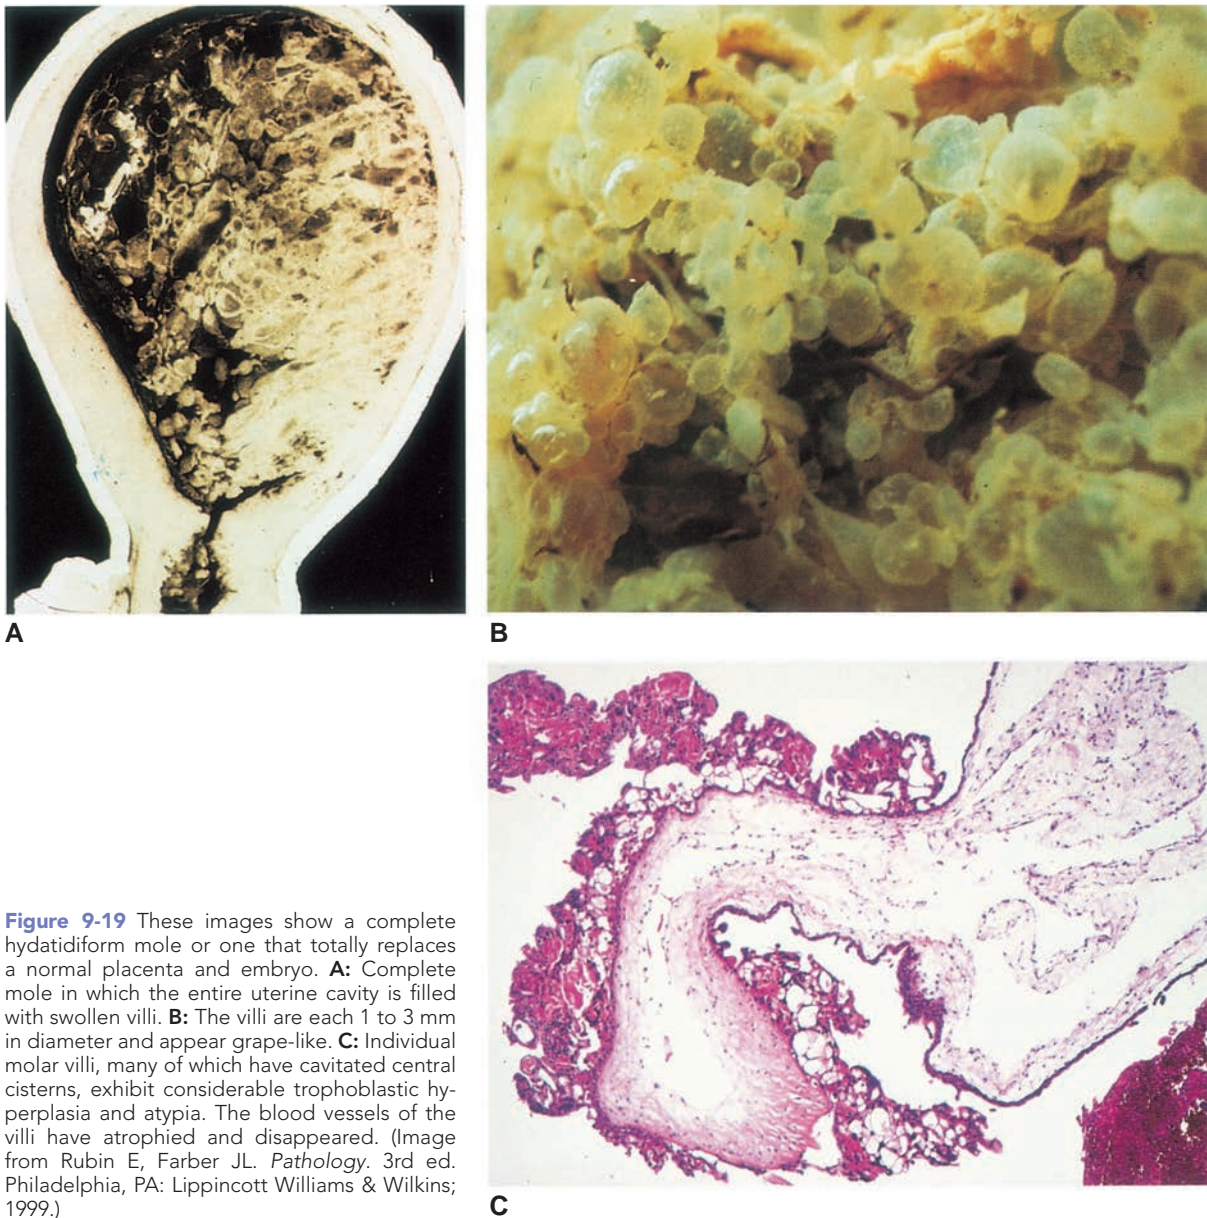 A
B
Figure 9-19 These images show a complete
hydatidiform mole or one that totally replaces
a normal placenta and embryo. A: Complete
mole in which the entire uterine cavity is filled
with swollen villi. B: The villi are each 1 to 3 mm
in diameter and appear grape-like. C: Individual
molar villi, many of which have cavitated central
cisterns, exhibit considerable trophoblastic hy-
perplasia and atypia. The blood vessels of the
villi have atrophied and disappeared. (Image
from Rubin E, Farber JL. Pathology. 3rd ed.
Philadelphia, PA: Lippincott Williams & Wilkins;
1999.)
C